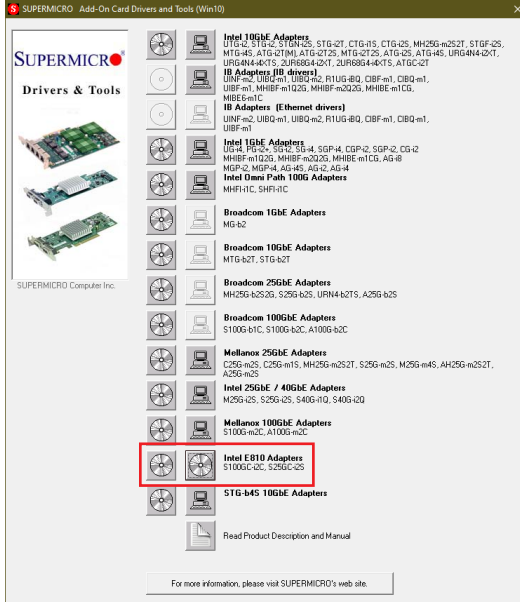 SUPERMICRO Add-On Card Drivers and Tools (Win10)
SUPERMICRO
Drivers & Tools
SUPERMICRO Computer Inc.
Intel 10GbE Adapters
UTG-i2, STG-i2, STGN-i2S, STG-i2T, CTG-i1S, CTG-i2S, MH25G-m2S2T, STGF-i2S,
MTG-i4S, ATG-i2T(M), ATG-i2T2S, MTG-i2T2S, ATG-i2S, ATG-i4S, URG4N4-i2XT,
URG4N4-i4XTS, 2UR68G4-i2XT, 2UR68G4-i4XTS, ATGC-i2T
IB Adapters (IB drivers)
UINF-m2, UIBQ-m1, UIBQ-m2, R1UG-iBQ, CIBF-m1, CIBQ-m1,
UIBF-m1, MHIBF-m1Q2G, MHIBF-m2Q2G, MHIBE-m1CG,
MIBE6-m1C
IB Adapters (Ethernet drivers)
UINF-m2, UIBQ-m1, UIBQ-m2, R1UG-iBQ, CIBF-m1, CIBQ-m1,
UIBF-m1
Intel 1GbE Adapters
UG-i4, PG-i2+, SG-i2, SG-i4, SGP-i4, CGP-i2, SGP-i2, CG-i2
MHIBF-m1Q2G, MHIBF-m2Q2G, MHIBE-m1CG, AG-i8
MGP-i2, MGP-i4, AG-i4S, AG-i2, AG-i4
Intel Omni Path 100G Adapters
MHFI-i1C, SHFI-i1C
Broadcom 1GbE Adapters
MG-b2
Broadcom 10GbE Adapters
MTG-b2T, STG-b2T
Broadcom 25GbE Adapters
MH25G-b2S2G, S25G-b2S, URN4-b2TS, A25G-b2S
Broadcom 100GbE Adapters
S100G-b1C, S100G-b2C, A100G-b2C
Mellanox 25GbE Adapters
C25G-m2S, C25G-m1S, MH25G-m2S2T, S25G-m2S, M25G-m4S, AH25G-m2S2T,
A25G-m2S
Intel 25GbE / 40GbE Adapters
M25G-i2S, S25G-i2S, S40G-i1Q, S40G-i2Q
Mellanox 100GbE Adapters
S100G-m2C, A100G-m2C
Intel E810 Adapters
S100GC-i2C, S25GC-i2S
STG-b4S 10GbE Adapters
Read Product Description and Manual
For more information, please visit SUPERMICRO's web site.